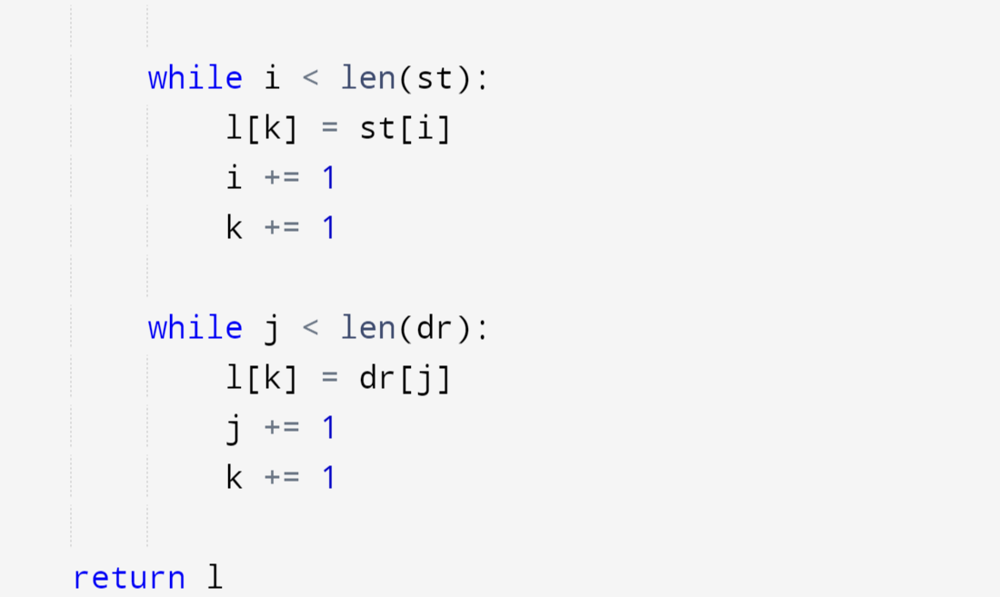 while i < len(st):
l[k] = st[i]
i += 1
k += 1
while j < len(dr):
l[k] = dr[j]
j += 1
k += 1
return l